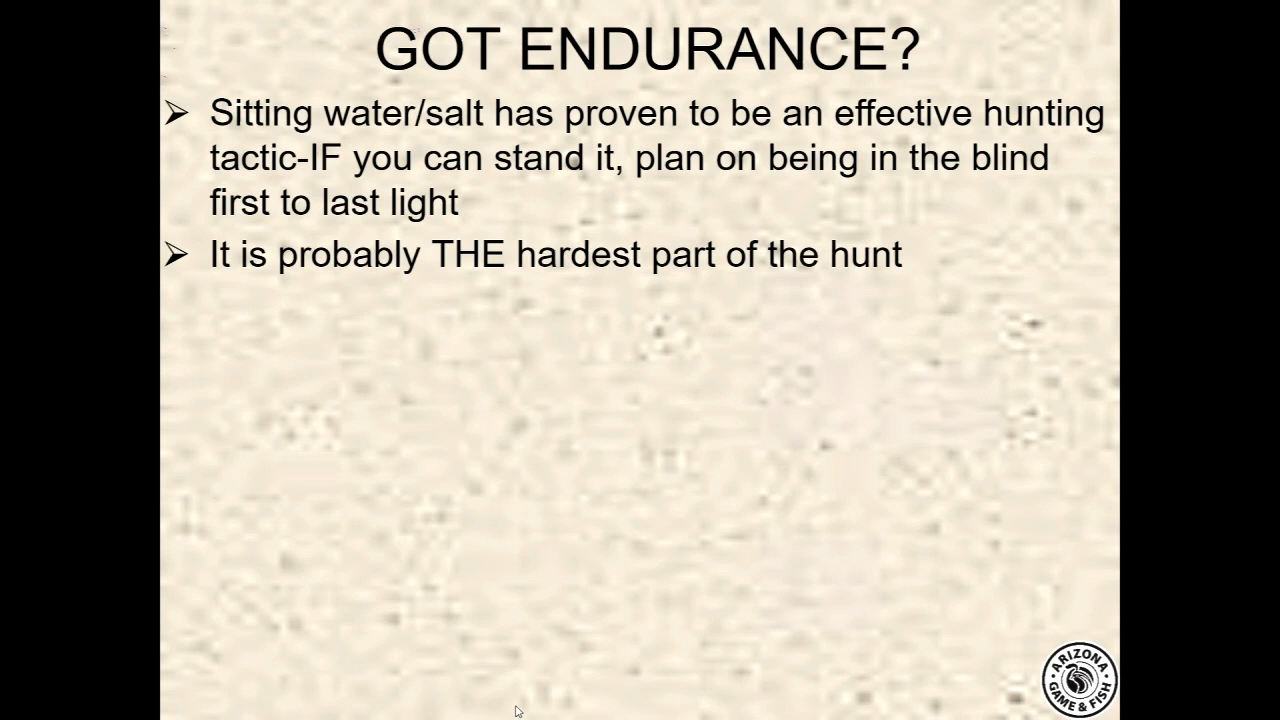 GOT ENDURANCE?
➢ Sitting water/salt has proven to be an effective hunting
tactic-IF you can stand it, plan on being in the blind
first to last light
➢ It is probably THE hardest part of the hunt
ARIZONA
GAME & FISH